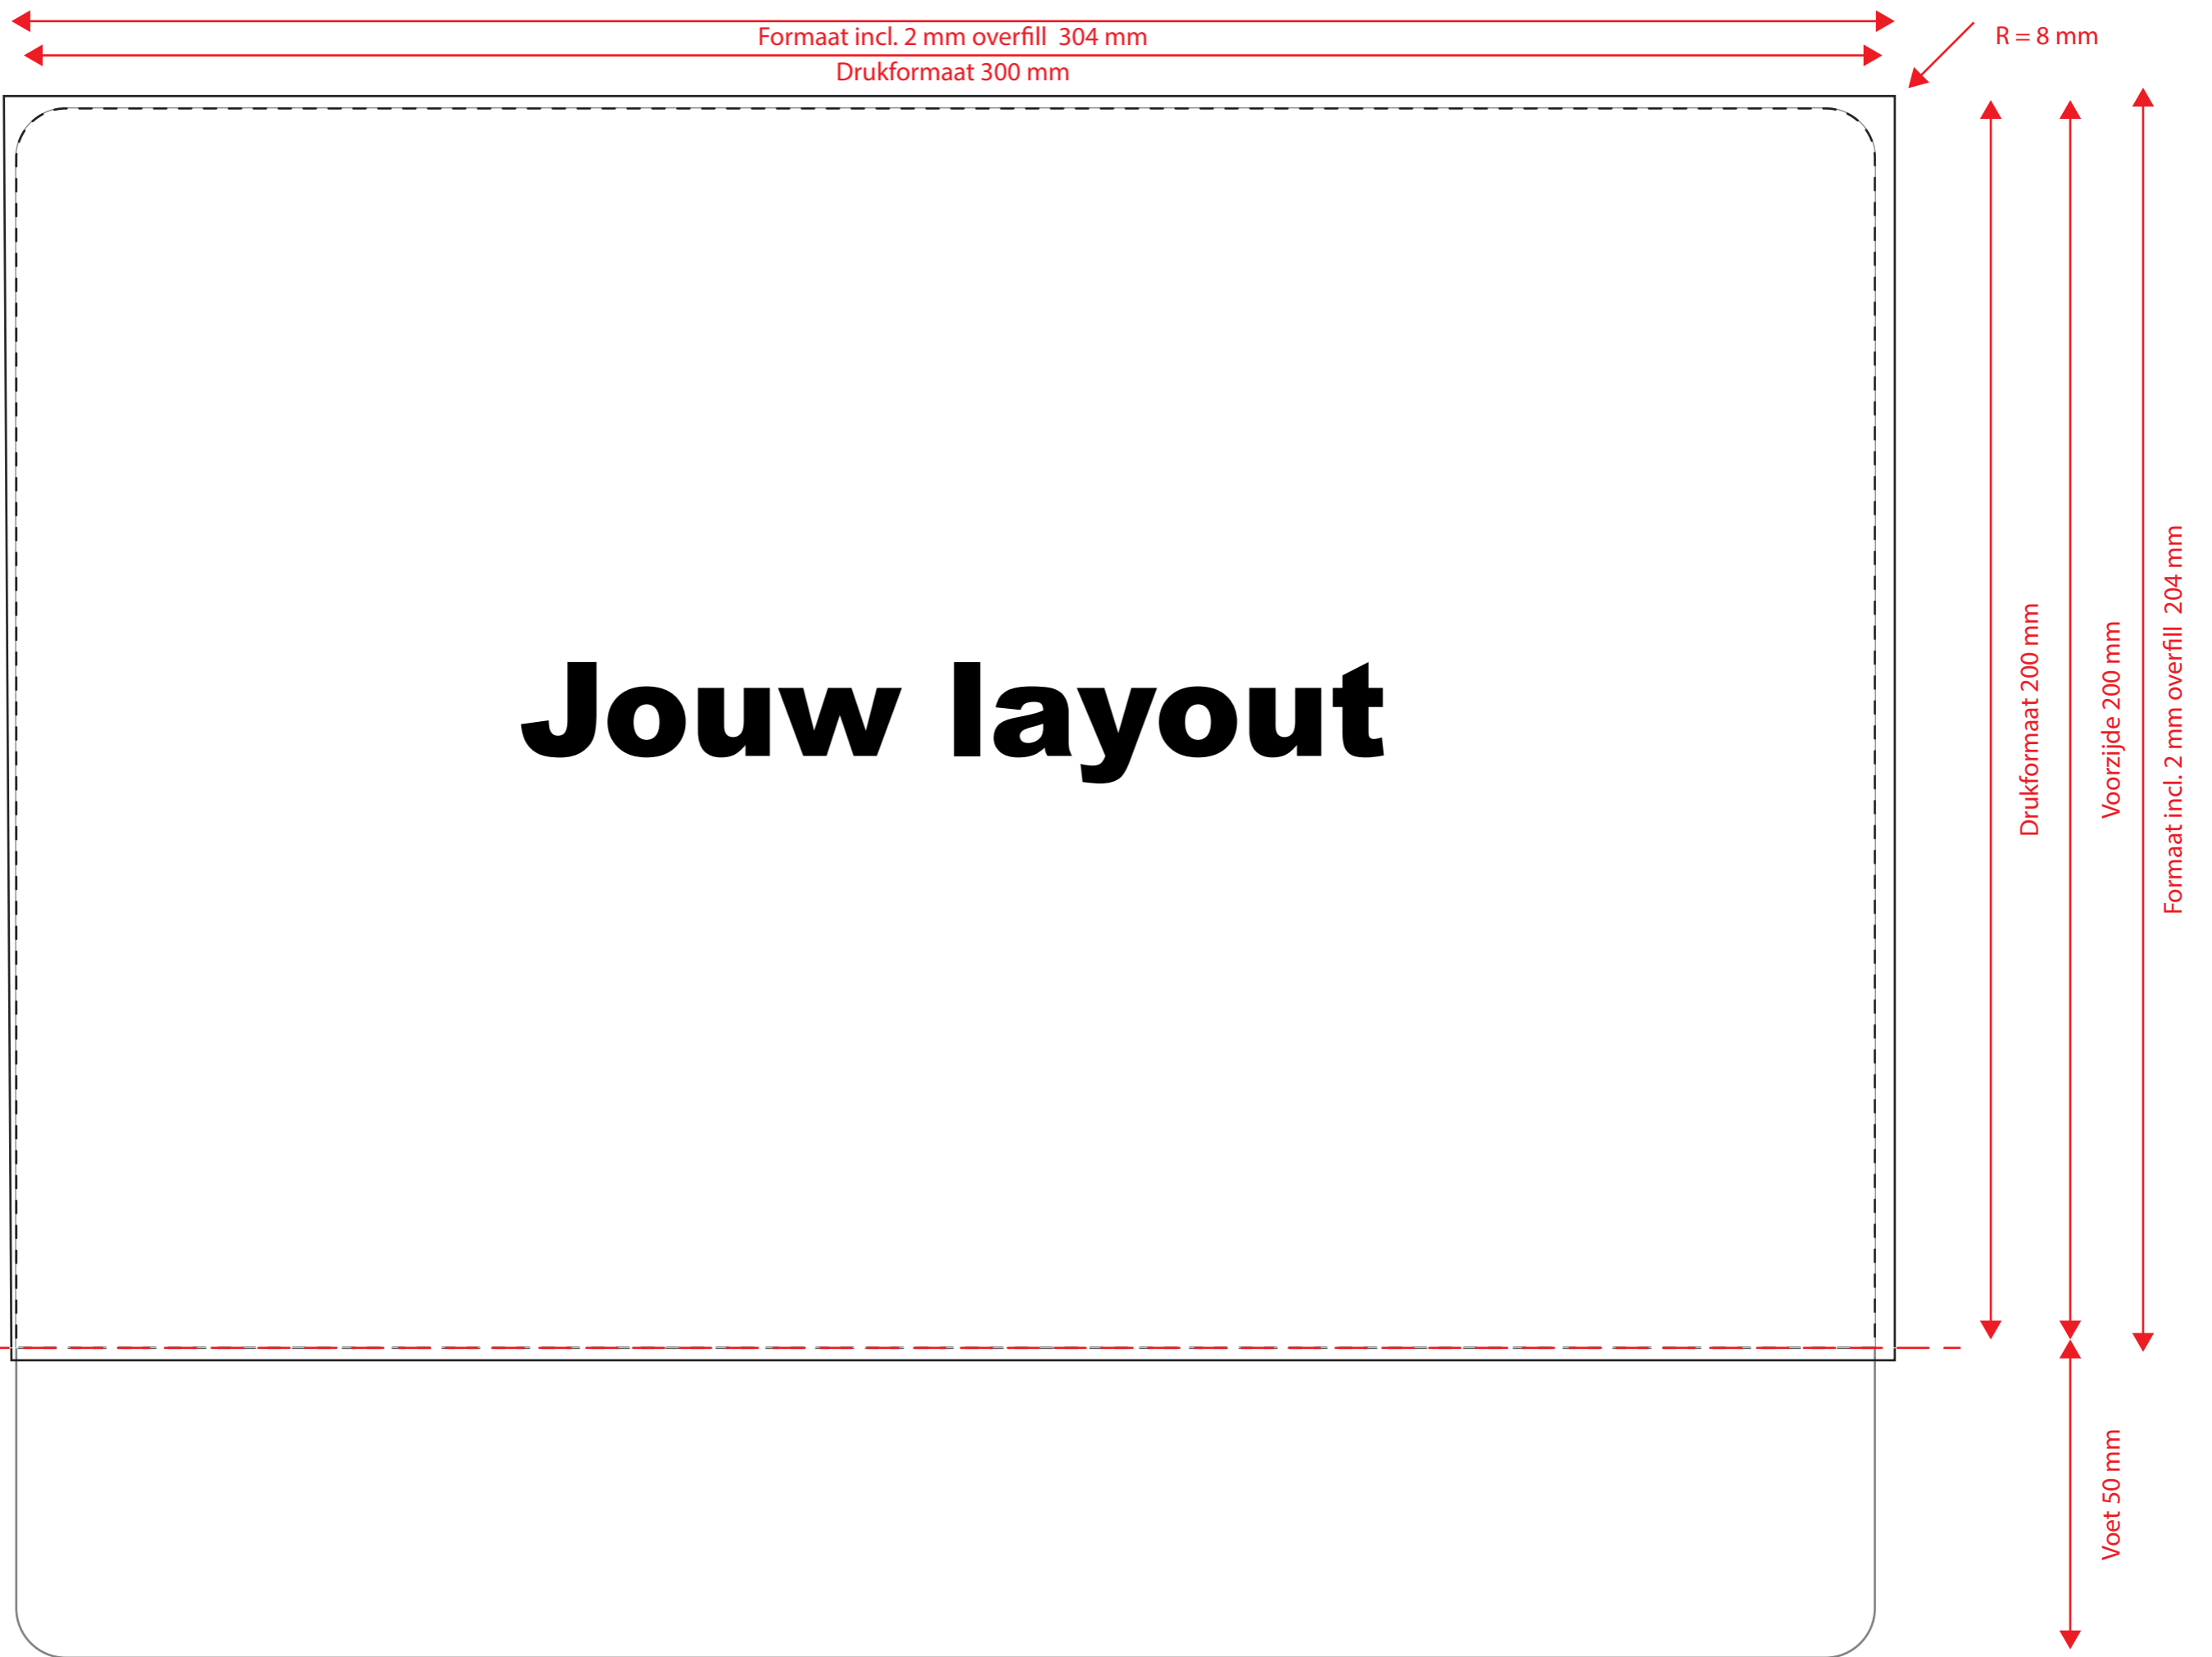 Formaat incl. 2 mm overfill  304 mm
R = 8 mm
Drukformaat 300 mm
Jouw layout
Drukformaat 200 mm
Voorzijde 200 mm
Formaat incl. 2 mm overfill  204 mm
Voet 50 mm